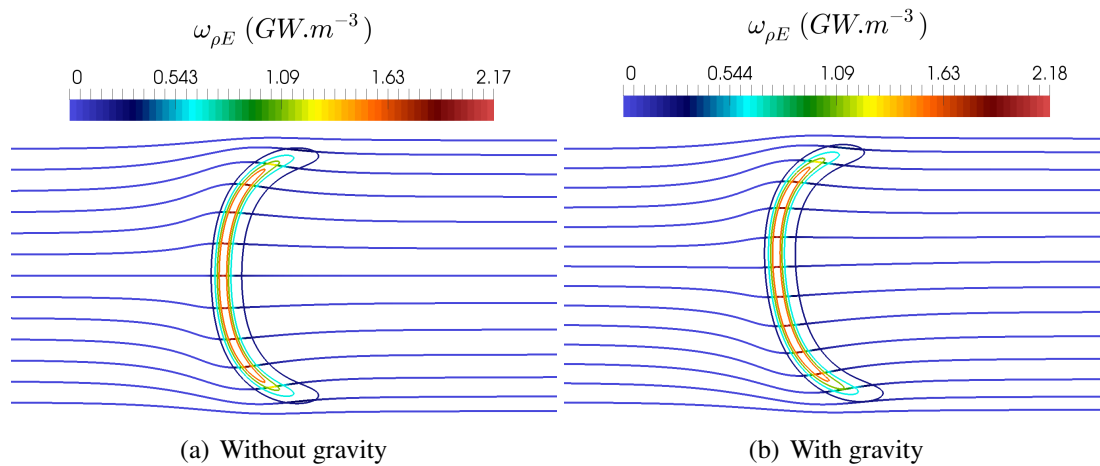 ω_ρE (GW.m⁻³)
0 0.543 1.09 1.63 2.17
ω_ρE (GW.m⁻³)
0 0.544 1.09 1.63 2.18
(a) Without gravity
(b) With gravity